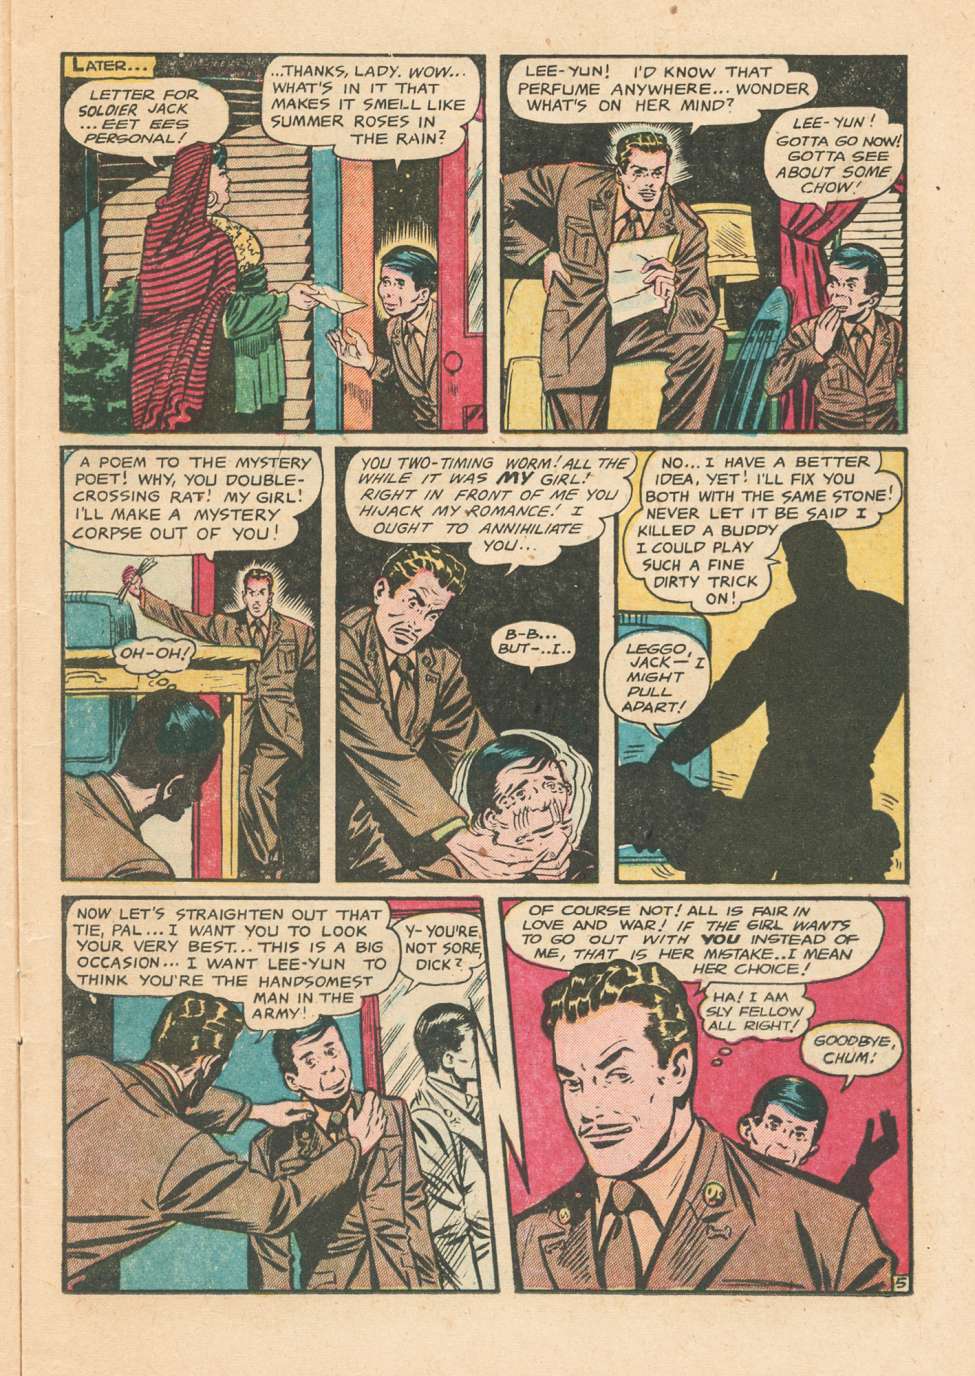 LATER...
LETTER FOR
SOLDIER JACK
...EET EES
PERSONAL!
...THANKS, LADY. WOW...
WHAT'S IN IT THAT
MAKES IT SMELL LIKE
SUMMER ROSES IN
THE RAIN?
LEE-YUN! I'D KNOW THAT
PERFUME ANYWHERE... WONDER
WHAT'S ON HER MIND?
LEE-YUN!
GOTTA GO NOW!
GOTTA SEE
ABOUT SOME
CHOW!
A POEM TO THE MYSTERY
POET! WHY, YOU DOUBLE-
CROSSING RAT! MY GIRL!
I'LL MAKE A MYSTERY
CORPSE OUT OF YOU!
OH-OH!
YOU TWO-TIMING WORM! ALL THE
WHILE IT WAS MY GIRL!
RIGHT IN FRONT OF ME YOU
HIJACK MY ROMANCE! I
OUGHT TO ANNIHILIATE
YOU...
B-B...
BUT-..I..
NO... I HAVE A BETTER
IDEA, YET! I'LL FIX YOU
BOTH WITH THE SAME STONE!
NEVER LET IT BE SAID I
KILLED A BUDDY
I COULD PLAY
SUCH A FINE
DIRTY TRICK
ON!
LEGGO,
JACK—I
MIGHT
PULL
APART!
NOW LET'S STRAIGHTEN OUT THAT
TIE, PAL... I WANT YOU TO LOOK
YOUR VERY BEST... THIS IS A BIG
OCCASION... I WANT LEE-YUN TO
THINK YOU'RE THE HANDSOMEST
MAN IN THE
ARMY!
Y-YOU'RE
NOT SORE,
DICK?
OF COURSE NOT! ALL IS FAIR IN
LOVE AND WAR! IF THE GIRL WANTS
TO GO OUT WITH YOU INSTEAD OF
ME, THAT IS HER MISTAKE..I MEAN
HER CHOICE!
HA! I AM
SLY FELLOW
ALL RIGHT!
GOODBYE,
CHUM!
5